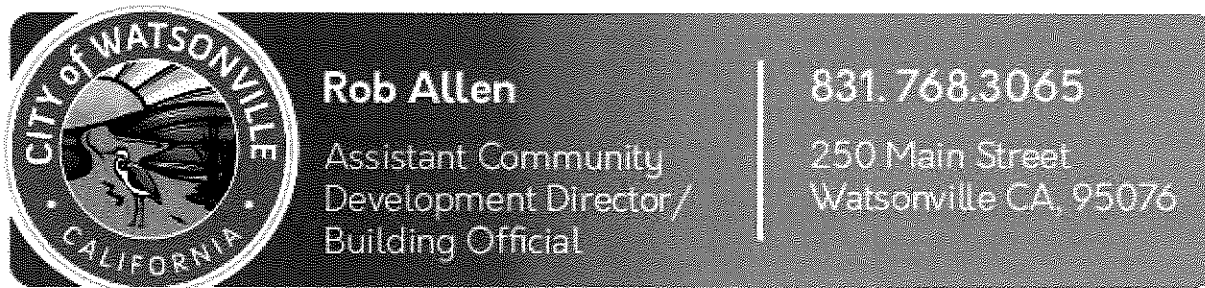 CITY of WATSONVILLE
CALIFORNIA
Rob Allen
Assistant Community
Development Director/
Building Official
831. 768.3065
250 Main Street
Watsonville CA, 95076